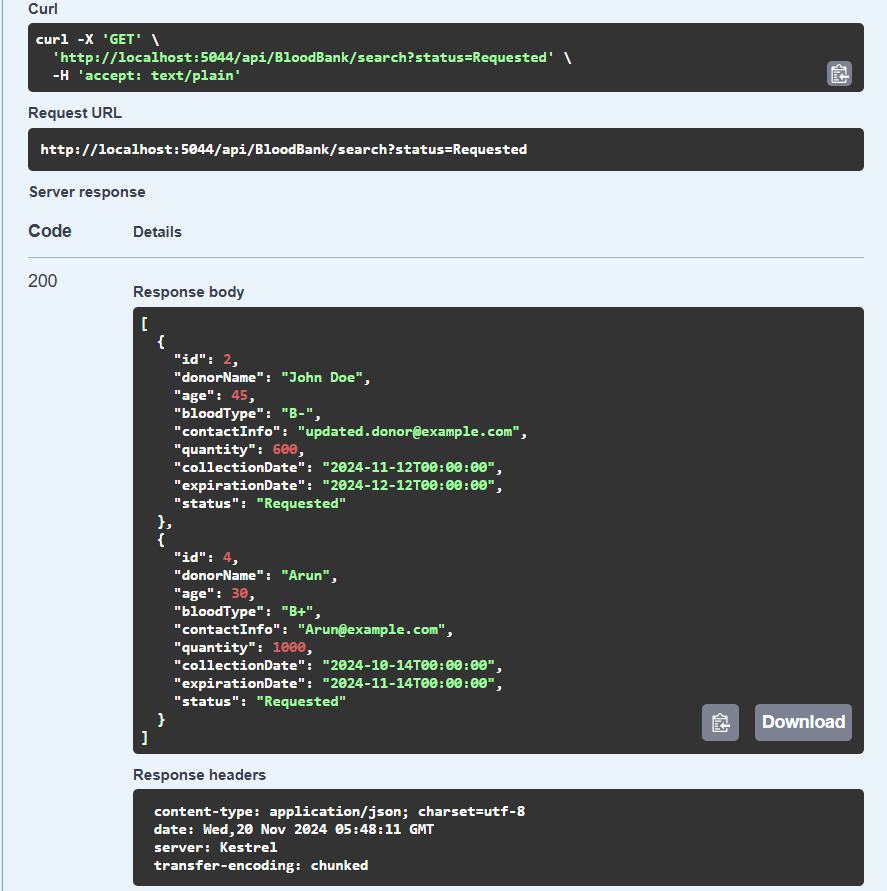 Curl
curl -X 'GET' \
  'http://localhost:5044/api/BloodBank/search?status=Requested' \
  -H 'accept: text/plain'
Request URL
http://localhost:5044/api/BloodBank/search?status=Requested
Server response
Code Details
200
Response body
[
  {
    "id": 2,
    "donorName": "John Doe",
    "age": 45,
    "bloodType": "B-",
    "contactInfo": "updated.donor@example.com",
    "quantity": 600,
    "collectionDate": "2024-11-12T00:00:00",
    "expirationDate": "2024-12-12T00:00:00",
    "status": "Requested"
  },
  {
    "id": 4,
    "donorName": "Arun",
    "age": 30,
    "bloodType": "B+",
    "contactInfo": "Arun@example.com",
    "quantity": 1000,
    "collectionDate": "2024-10-14T00:00:00",
    "expirationDate": "2024-11-14T00:00:00",
    "status": "Requested"
  }
]
Download
Response headers
content-type: application/json; charset=utf-8
date: Wed,20 Nov 2024 05:48:11 GMT
server: Kestrel
transfer-encoding: chunked